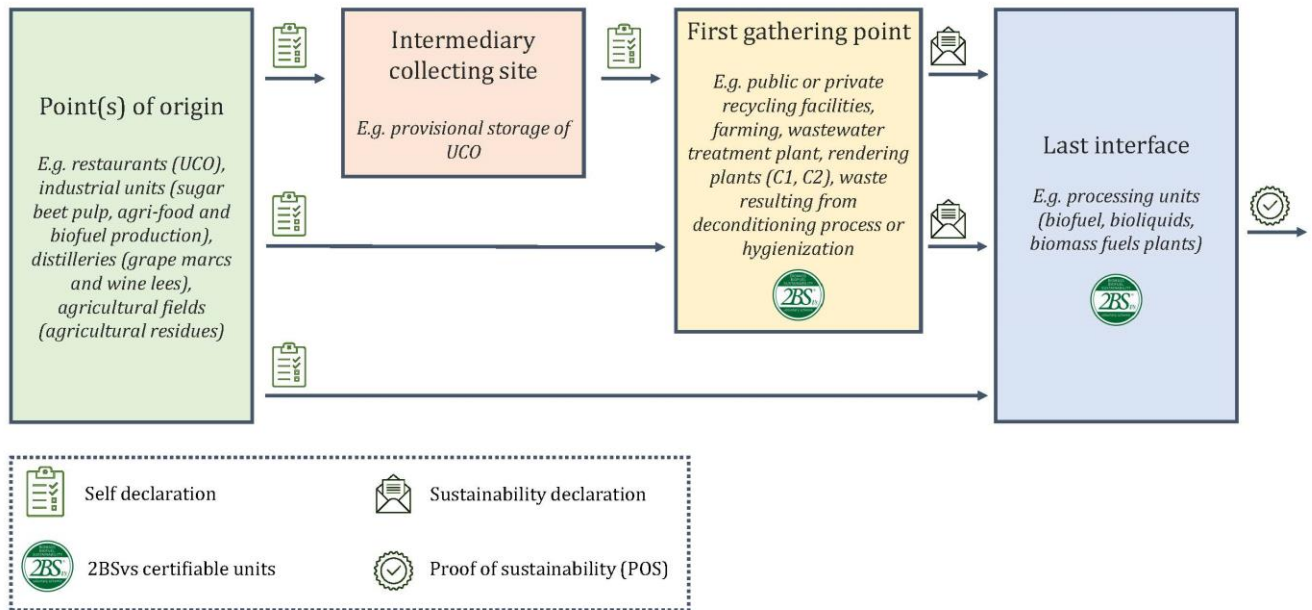 Point(s) of origin
E.g. restaurants (UCO),
industrial units (sugar
beet pulp, agri-food and
biofuel production),
distilleries (grape marcs
and wine lees),
agricultural fields
(agricultural residues)
Intermediary
collecting site
E.g. provisional storage of
UCO
First gathering point
E.g. public or private
recycling facilities,
farming, wastewater
treatment plant, rendering
plants (C1, C2), waste
resulting from
deconditioning process or
hygienization
2BSvs
Last interface
E.g. processing units
(biofuel, bioliquids,
biomass fuels plants)
2BSvs
Self declaration
Sustainability declaration
2BSvs
2BSvs certifiable units
Proof of sustainability (POS)